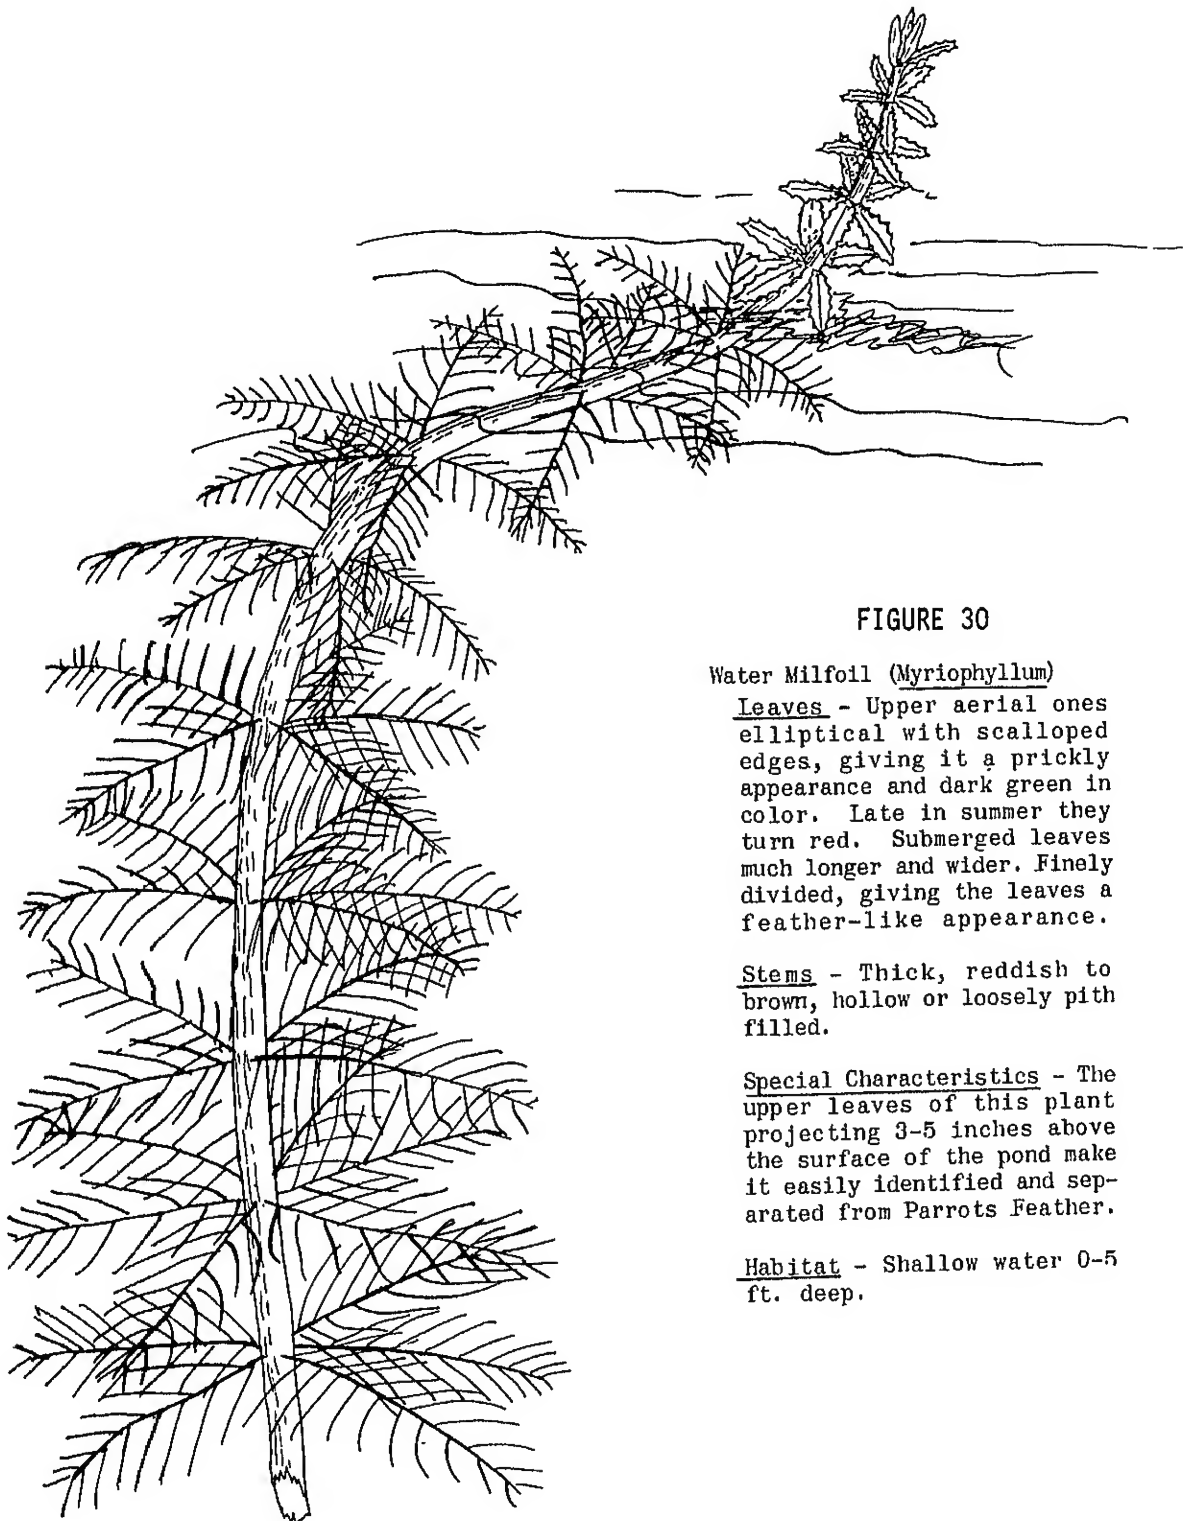 FIGURE 30
Water Milfoil (Myriophyllum)
Leaves - Upper aerial ones
elliptical with scalloped
edges, giving it a prickly
appearance and dark green in
color. Late in summer they
turn red. Submerged leaves
much longer and wider. Finely
divided, giving the leaves a
feather-like appearance.
Stems - Thick, reddish to
brown, hollow or loosely pith
filled.
Special Characteristics - The
upper leaves of this plant
projecting 3-5 inches above
the surface of the pond make
it easily identified and sep-
arated from Parrots Feather.
Habitat - Shallow water 0-5
ft. deep.